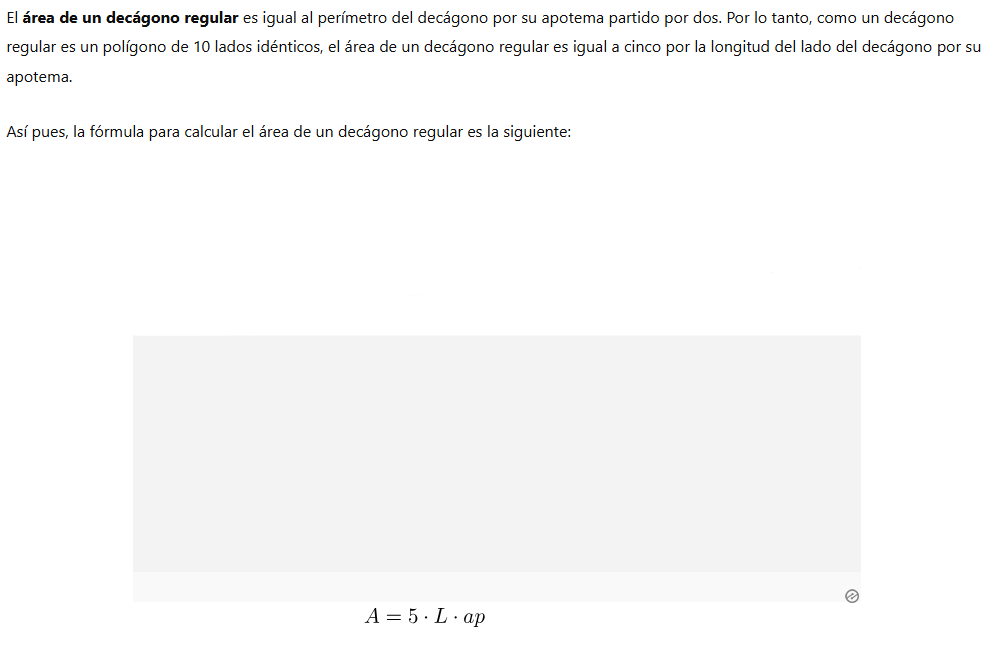 El área de un decágono regular es igual al perímetro del decágono por su apotema partido por dos. Por lo tanto, como un decágono
regular es un polígono de 10 lados idénticos, el área de un decágono regular es igual a cinco por la longitud del lado del decágono por su
apotema.
Así pues, la fórmula para calcular el área de un decágono regular es la siguiente:
A = 5 · L · ap